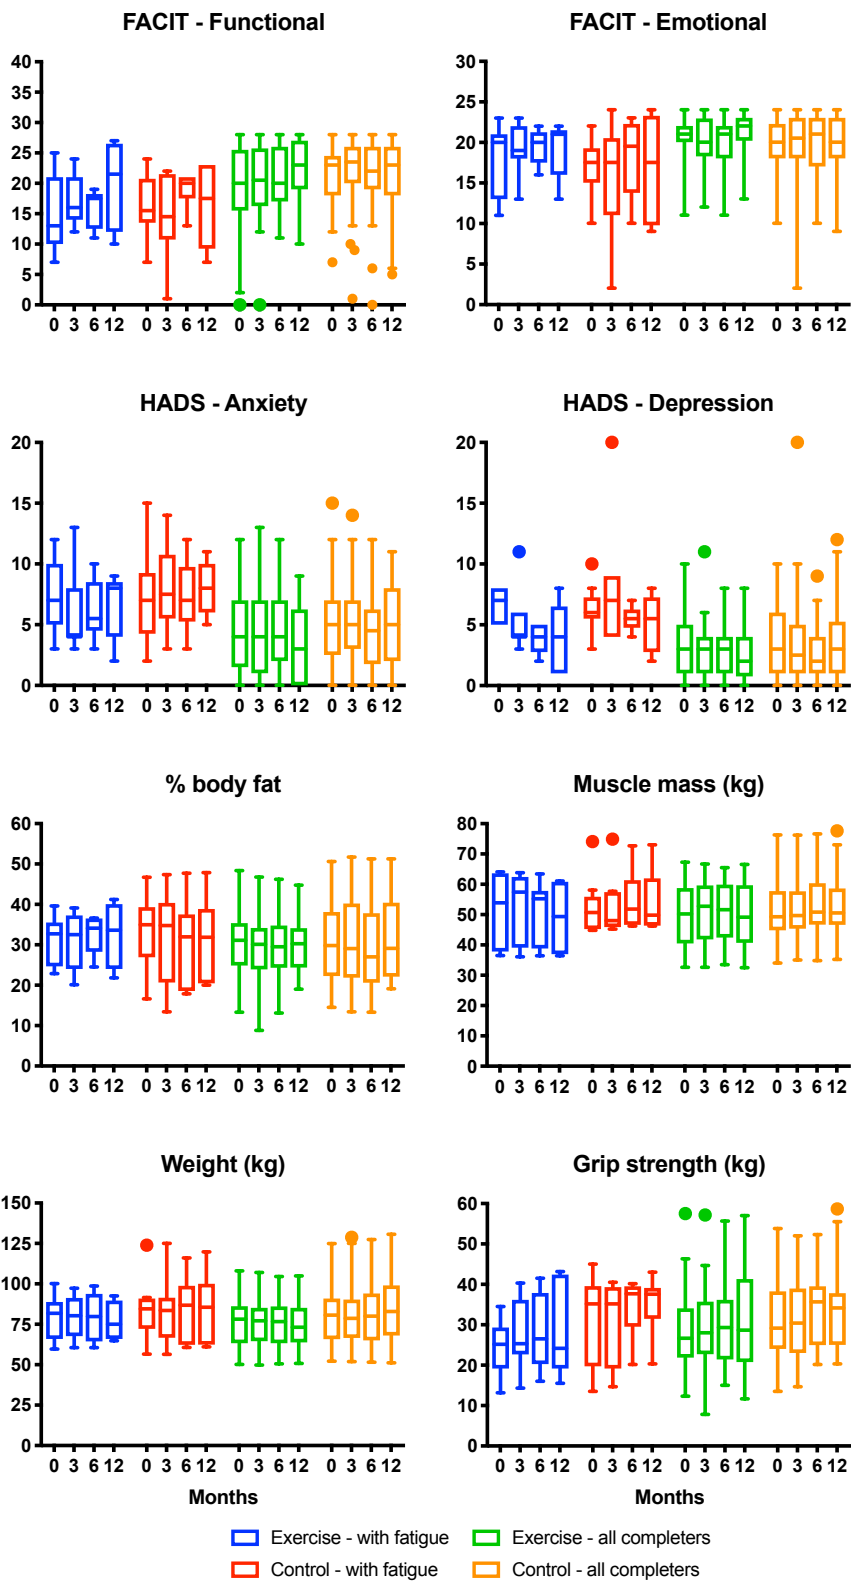 FACIT - Functional
40
35
30
25
20
15
10
5
0
0 3 6 12 0 3 6 12 0 3 6 12 0 3 6 12
FACIT - Emotional
30
25
20
15
10
5
0
0 3 6 12 0 3 6 12 0 3 6 12 0 3 6 12
HADS - Anxiety
20
15
10
5
0
0 3 6 12 0 3 6 12 0 3 6 12 0 3 6 12
HADS - Depression
20
15
10
5
0
0 3 6 12 0 3 6 12 0 3 6 12 0 3 6 12
% body fat
60
50
40
30
20
10
0
0 3 6 12 0 3 6 12 0 3 6 12 0 3 6 12
Muscle mass (kg)
80
70
60
50
40
30
20
10
0
0 3 6 12 0 3 6 12 0 3 6 12 0 3 6 12
Weight (kg)
150
125
100
75
50
25
0
0 3 6 12 0 3 6 12 0 3 6 12 0 3 6 12
Months
Grip strength (kg)
60
50
40
30
20
10
0
0 3 6 12 0 3 6 12 0 3 6 12 0 3 6 12
Months
Exercise - with fatigue
Exercise - all completers
Control - with fatigue
Control - all completers